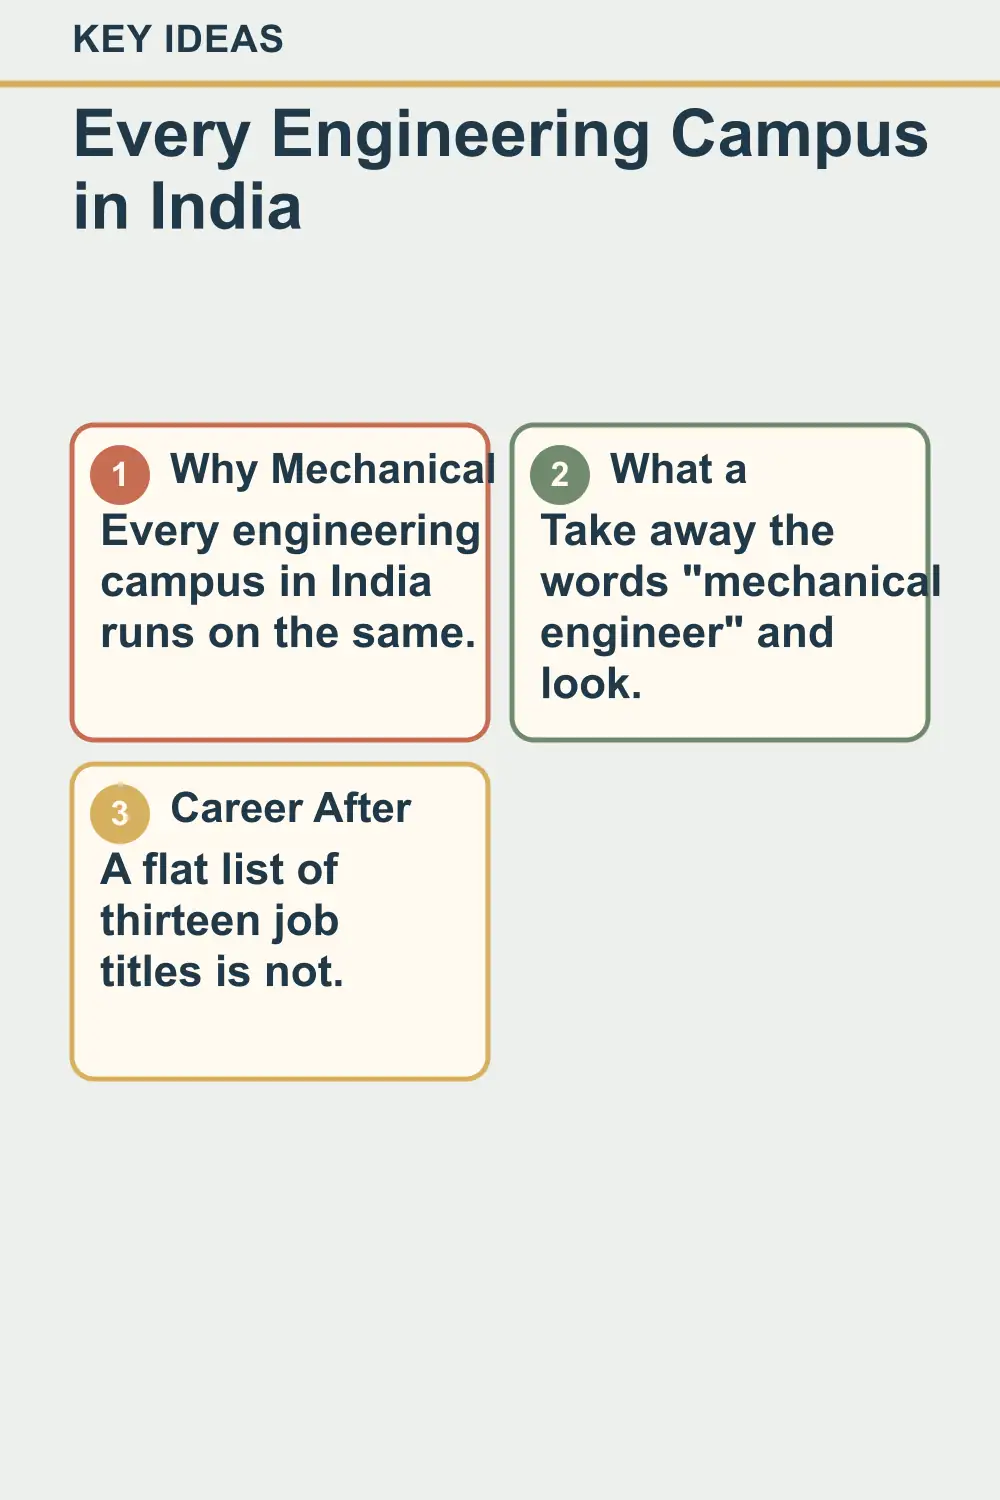 KEY IDEAS
Every Engineering Campus
in India
1 Why Mechanical
Every engineering
campus in India
runs on the same.
2 What a
Take away the
words "mechanical
engineer" and
look.
3 Career After
A flat list of
thirteen job
titles is not.